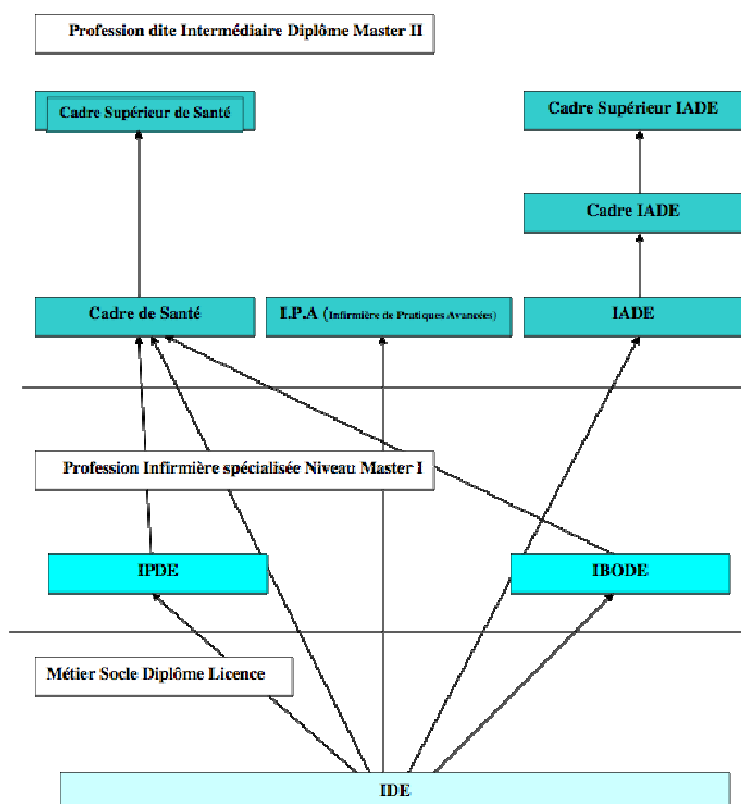 Profession dite Intermédiaire Diplôme Master II
Cadre Supérieur de Santé
Cadre Supérieur IADE
Cadre IADE
Cadre de Santé
I.P.A (Infirmière de Pratiques Avancées)
IADE
Profession Infirmière spécialisée Niveau Master I
IPDE
IBODE
Métier Socle Diplôme Licence
IDE